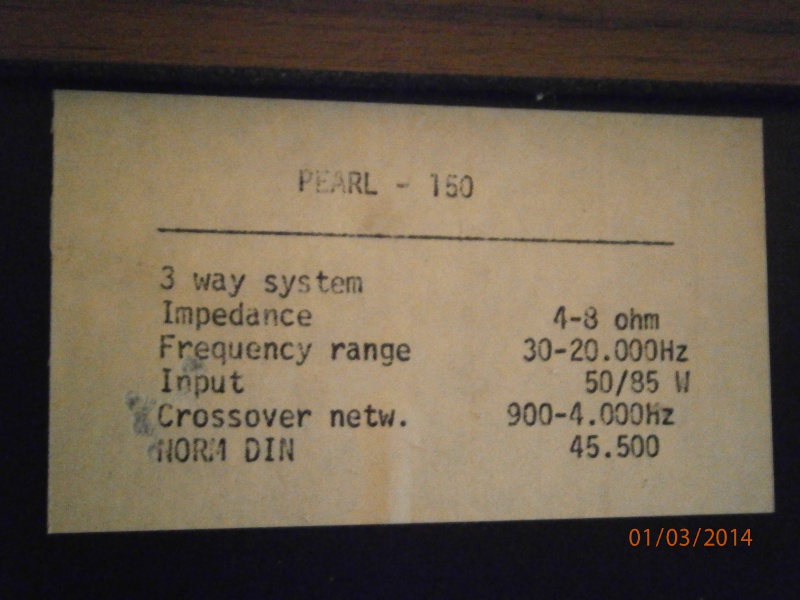 PEARL - 150
3 way system
Impedance 4-8 ohm
Frequency range 30-20.000Hz
Input 50/85 W
Crossover netw. 900-4.000Hz
NORM DIN 45.500
01/03/2014